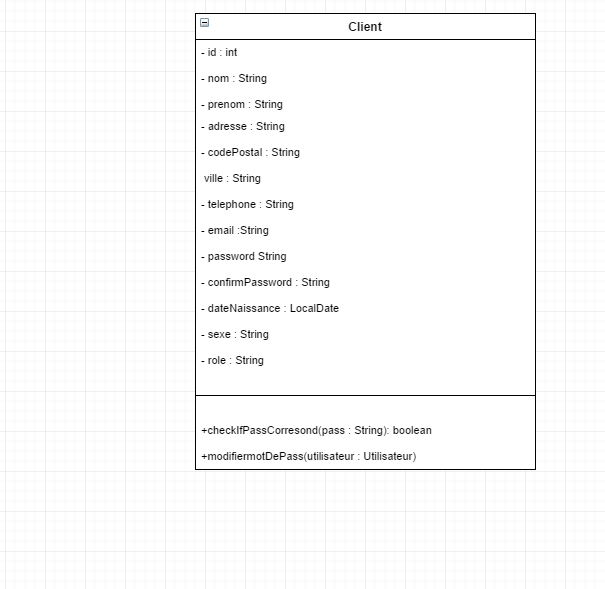 Client
- id : int
- nom : String
- prenom : String
- adresse : String
- codePostal : String
ville : String
- telephone : String
- email :String
- password String
- confirmPassword : String
- dateNaissance : LocalDate
- sexe : String
- role : String
+checkIfPassCorresond(pass : String): boolean
+modifiermotDePass(utilisateur : Utilisateur)